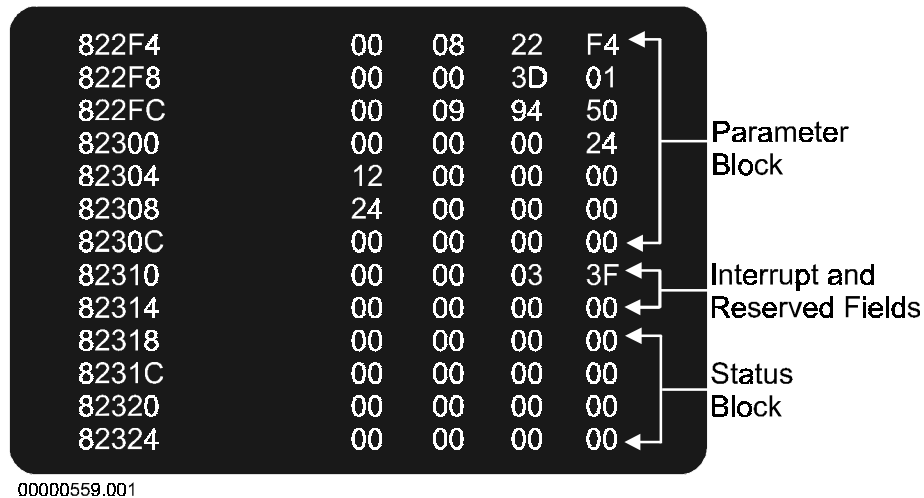 822F4 00 08 22 F4
822F8 00 00 3D 01
822FC 00 09 94 50
82300 00 00 00 24
82304 12 00 00 00
82308 24 00 00 00
8230C 00 00 00 00
82310 00 00 03 3F
82314 00 00 00 00
82318 00 00 00 00
8231C 00 00 00 00
82320 00 00 00 00
82324 00 00 00 00
Parameter
Block
Interrupt and
Reserved Fields
Status
Block
00000559.001